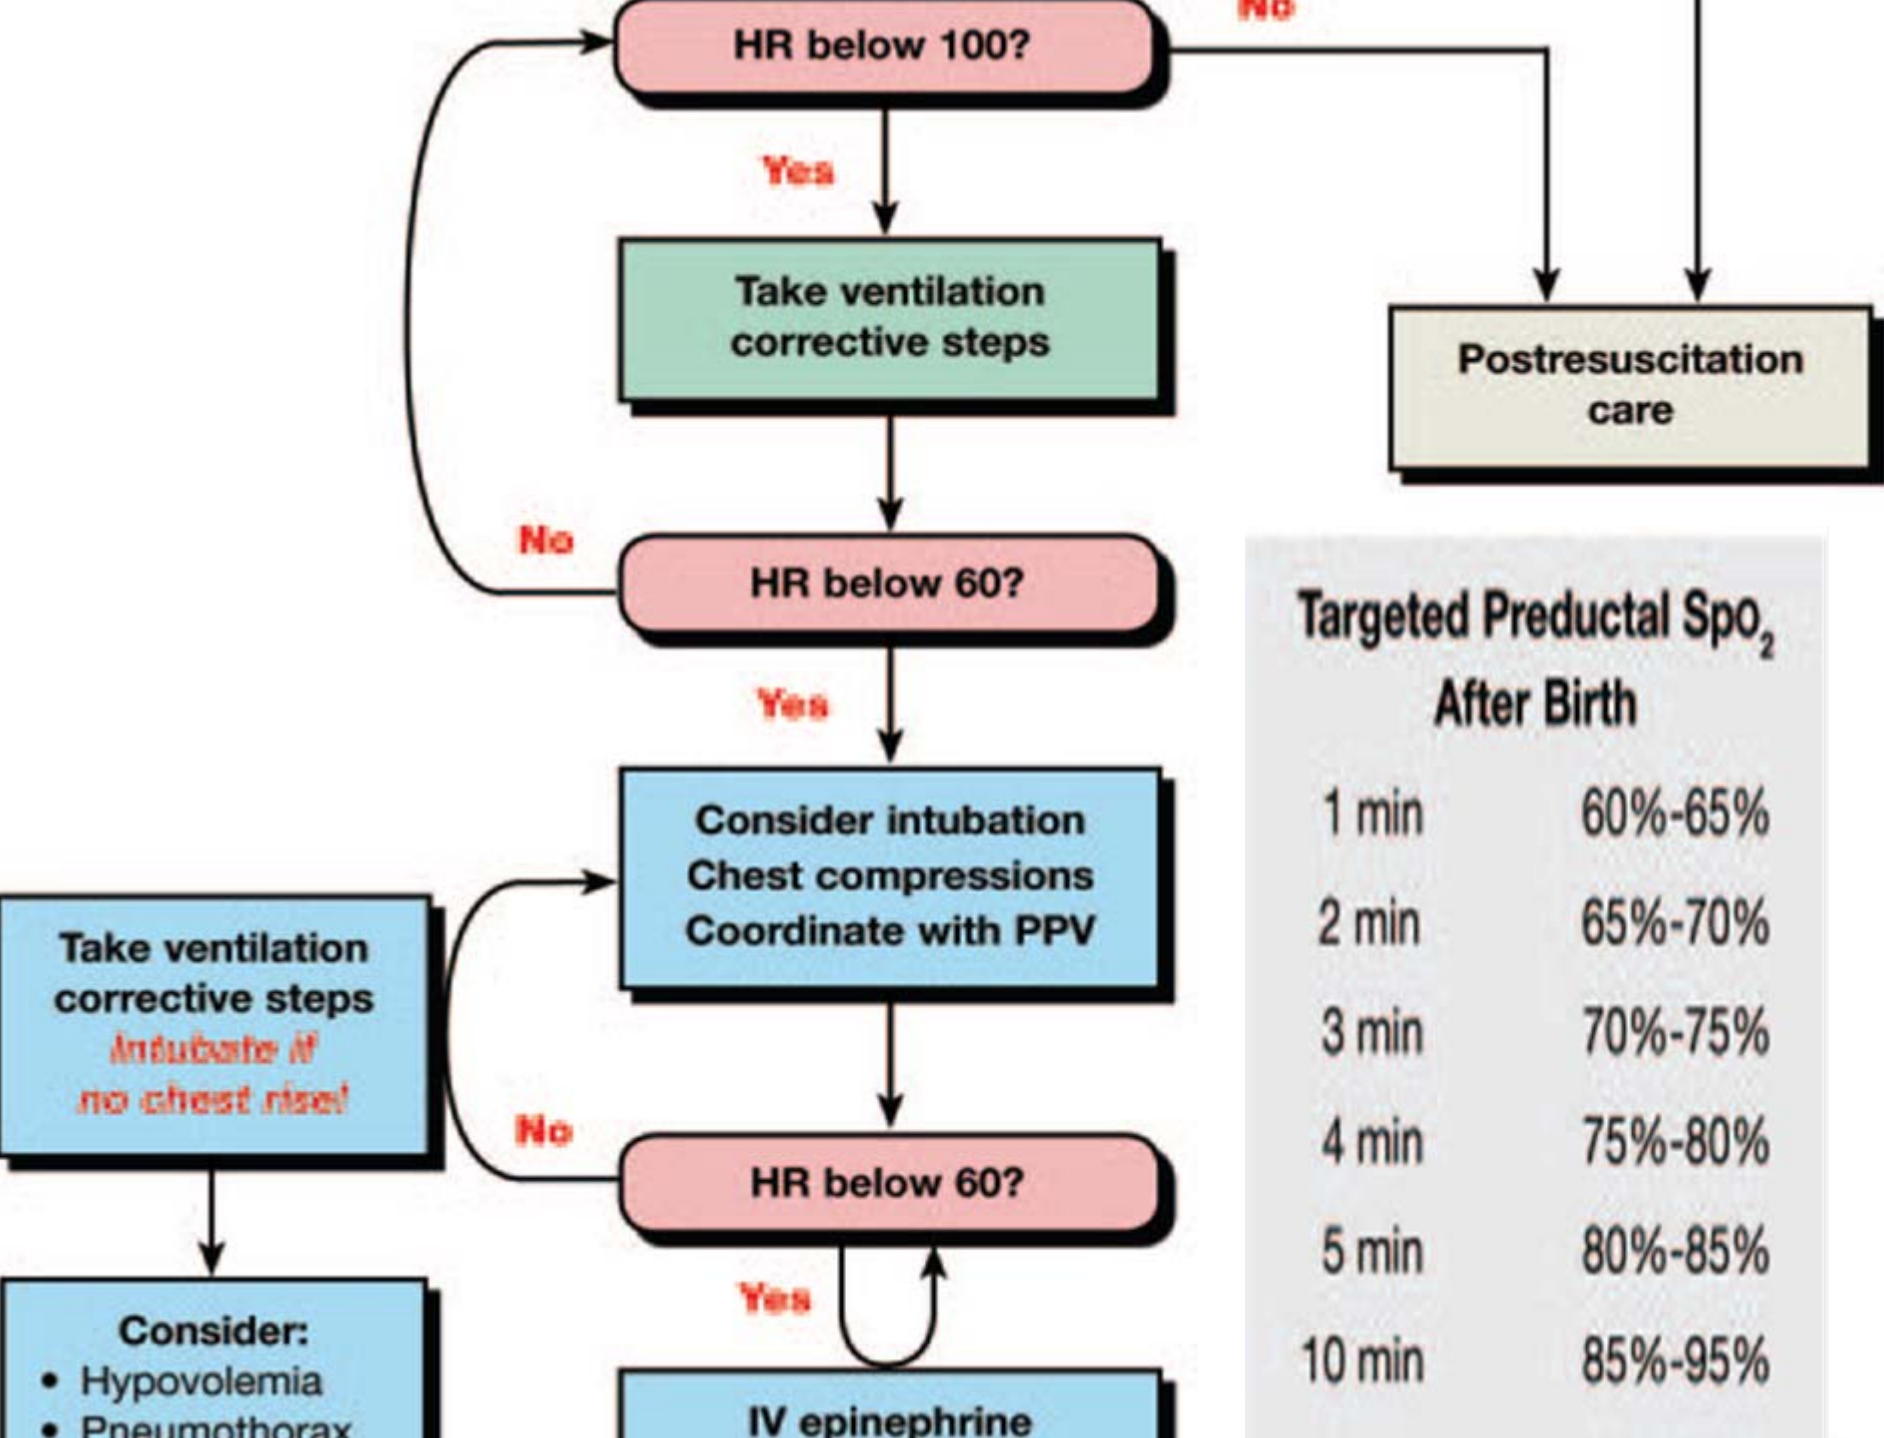 No
HR below 100?
Yes
Take ventilation
corrective steps
Postresuscitation
care
No
HR below 60?
Yes
Consider intubation
Chest compressions
Coordinate with PPV
Take ventilation
corrective steps
Intubate if
no chest rise!
No
HR below 60?
Yes
Consider:
• Hypovolemia
• Pneumothorax
IV epinephrine
Targeted Preductal SpO₂
After Birth
1 min 60%-65%
2 min 65%-70%
3 min 70%-75%
4 min 75%-80%
5 min 80%-85%
10 min 85%-95%